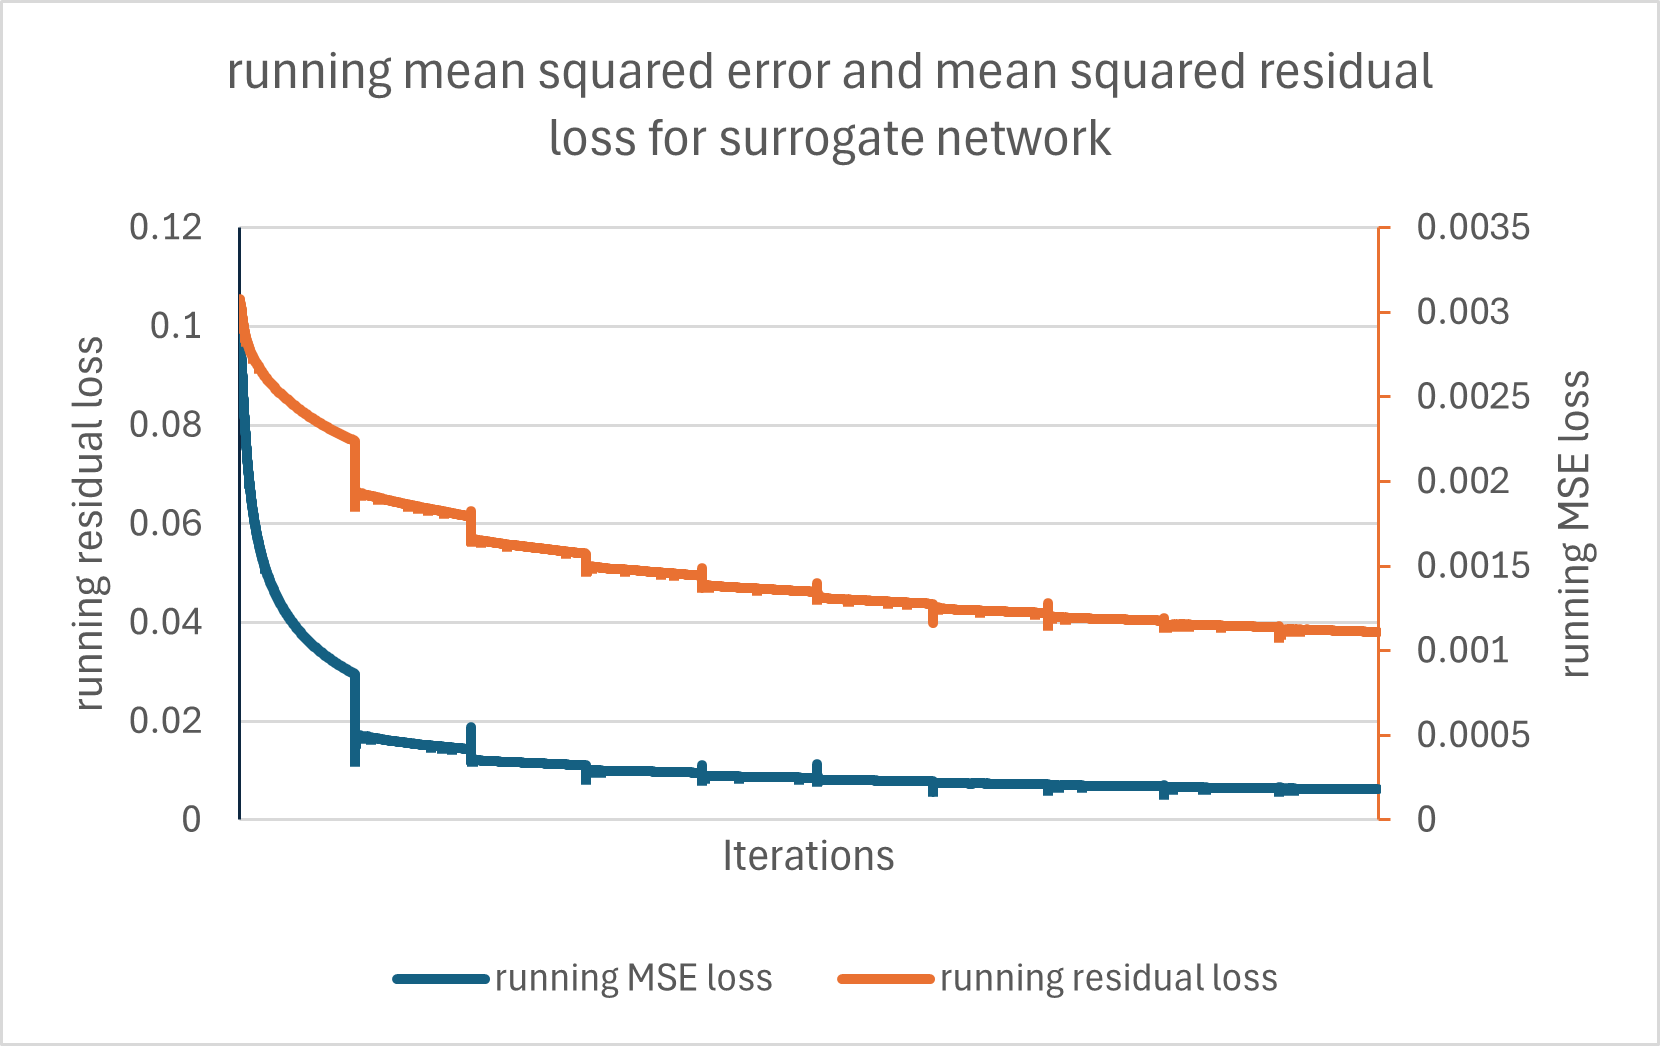 running mean squared error and mean squared residual
loss for surrogate network
running residual loss
0.12
0.1
0.08
0.06
0.04
0.02
0
0.0035
0.003
0.0025
0.002
0.0015
0.001
0.0005
0
running MSE loss
Iterations
running MSE loss
running residual loss